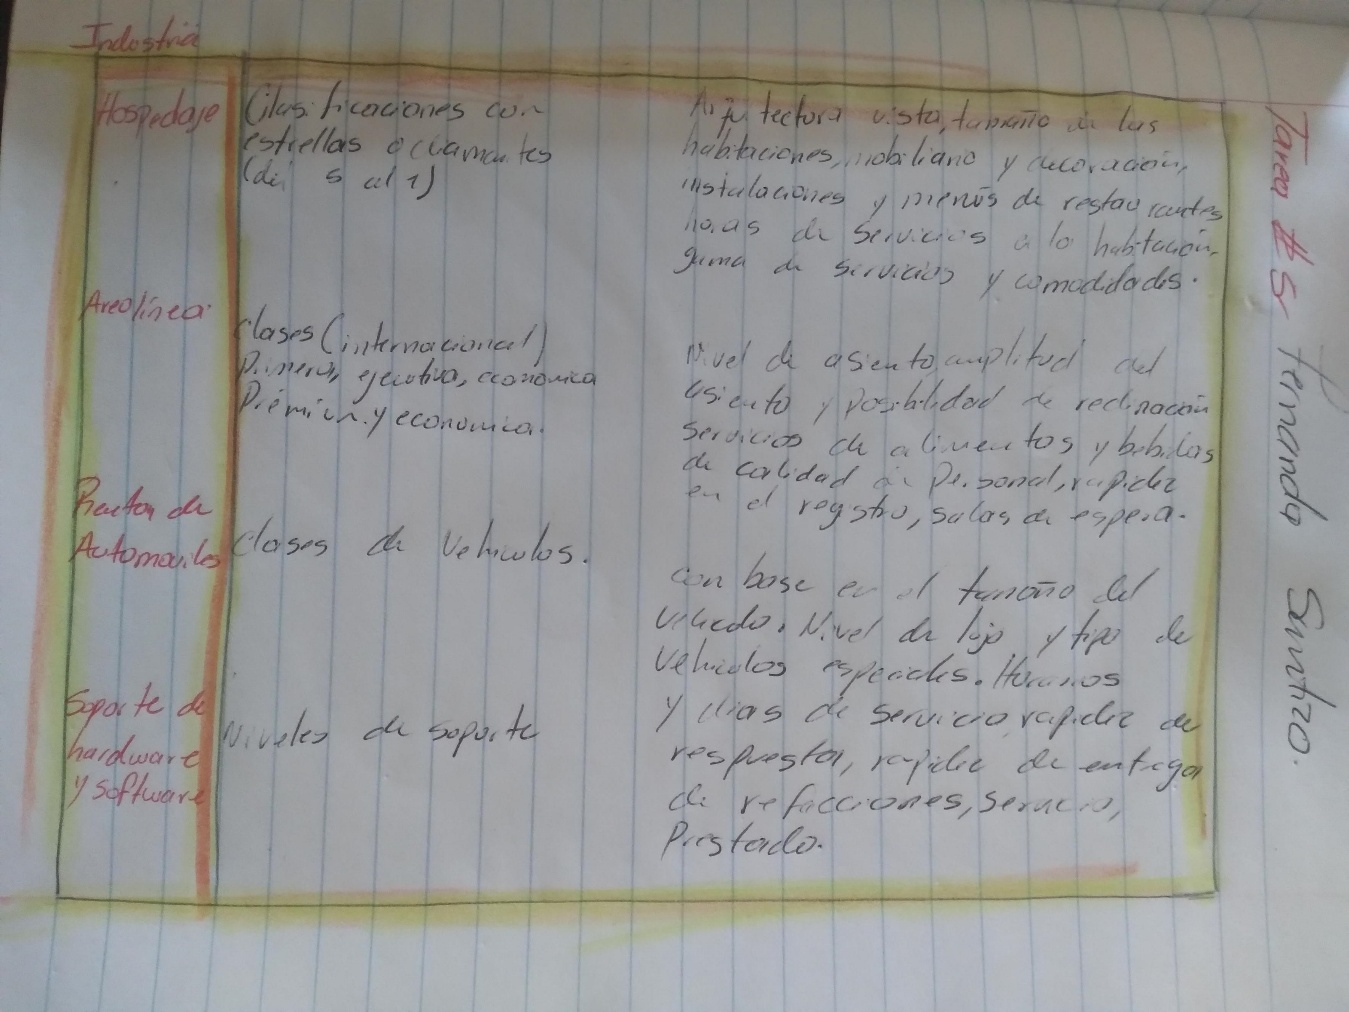 Industria
Hospedaje
Clasificaciones con
estrellas o diamantes
(de 5 al 1)
Arquitectura vista, tamaño de las
habitaciones, mobiliario y decoración,
instalaciones y menús de restaurantes
horas de servicios a la habitación,
gama de servicios y comodidades.
Areolínea
Clases (internacional)
Primera, ejecutiva, economica
Prémium y economica.
Nivel de asiento, amplitud del
asiento y posibilidad de reclinación
servicios de alimentos y bebidas
de calidad de personal, rapidez
en el registro, salas de espera.
Renta de
Automoviles
Clases de Vehiculos.
con base en el tamaño del
vehiculo. Nivel de lujo y tipo de
Vehiculos especiales. Horarios
y dias de servicio, rapidez de
respuesta, rapidez de entrega
de refacciones, servicio,
Prestado.
Soporte de
hardware
y software
Niveles de soporte
Tarea # 5 Fernando